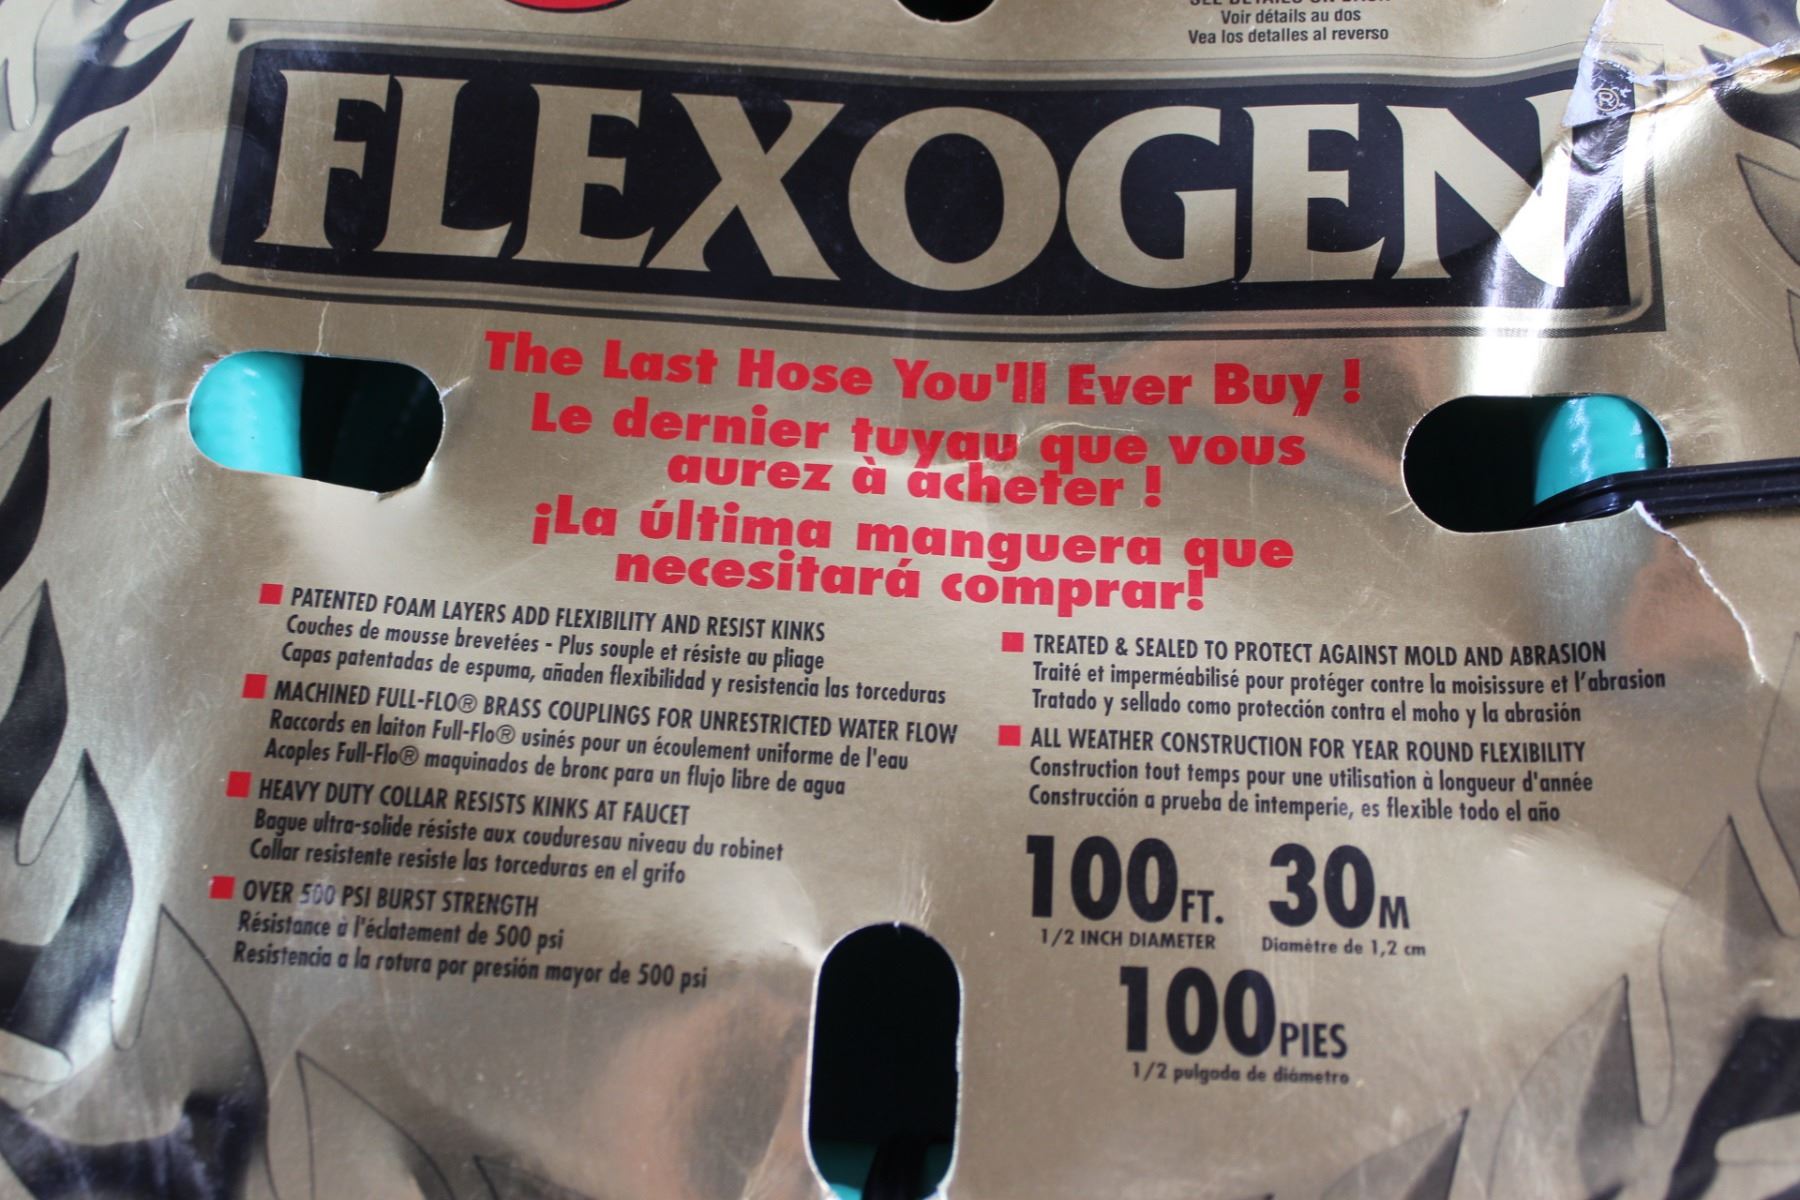 Voir détails au dos
Vea los detalles al reverso
FLEXOGEN®
The Last Hose You'll Ever Buy !
Le dernier tuyau que vous
aurez à acheter !
¡La última manguera que
necesitará comprar!
PATENTED FOAM LAYERS ADD FLEXIBILITY AND RESIST KINKS
Couches de mousse brevetées - Plus souple et résiste au pliage
Capas patentadas de espuma, añaden flexibilidad y resistencia las torceduras
MACHINED FULL-FLO® BRASS COUPLINGS FOR UNRESTRICTED WATER FLOW
Raccords en laiton Full-Flo® usinés pour un écoulement uniforme de l'eau
Acoples Full-Flo® maquinados de bronc para un flujo libre de agua
HEAVY DUTY COLLAR RESISTS KINKS AT FAUCET
Bague ultra-solide résiste aux couduresau niveau du robinet
Collar resistente resiste las torceduras en el grifo
OVER 500 PSI BURST STRENGTH
Résistance à l'éclatement de 500 psi
Resistencia a la rotura por presión mayor de 500 psi
TREATED & SEALED TO PROTECT AGAINST MOLD AND ABRASION
Traité et imperméabilisé pour protéger contre la moisissure et l'abrasion
Tratado y sellado como protección contra el moho y la abrasión
ALL WEATHER CONSTRUCTION FOR YEAR ROUND FLEXIBILITY
Construction tout temps pour une utilisation à longueur d'année
Construcción a prueba de intemperie, es flexible todo el año
100 FT. 30 M
1/2 INCH DIAMETER Diamètre de 1,2 cm
100 PIES
1/2 pulgada de diámetro